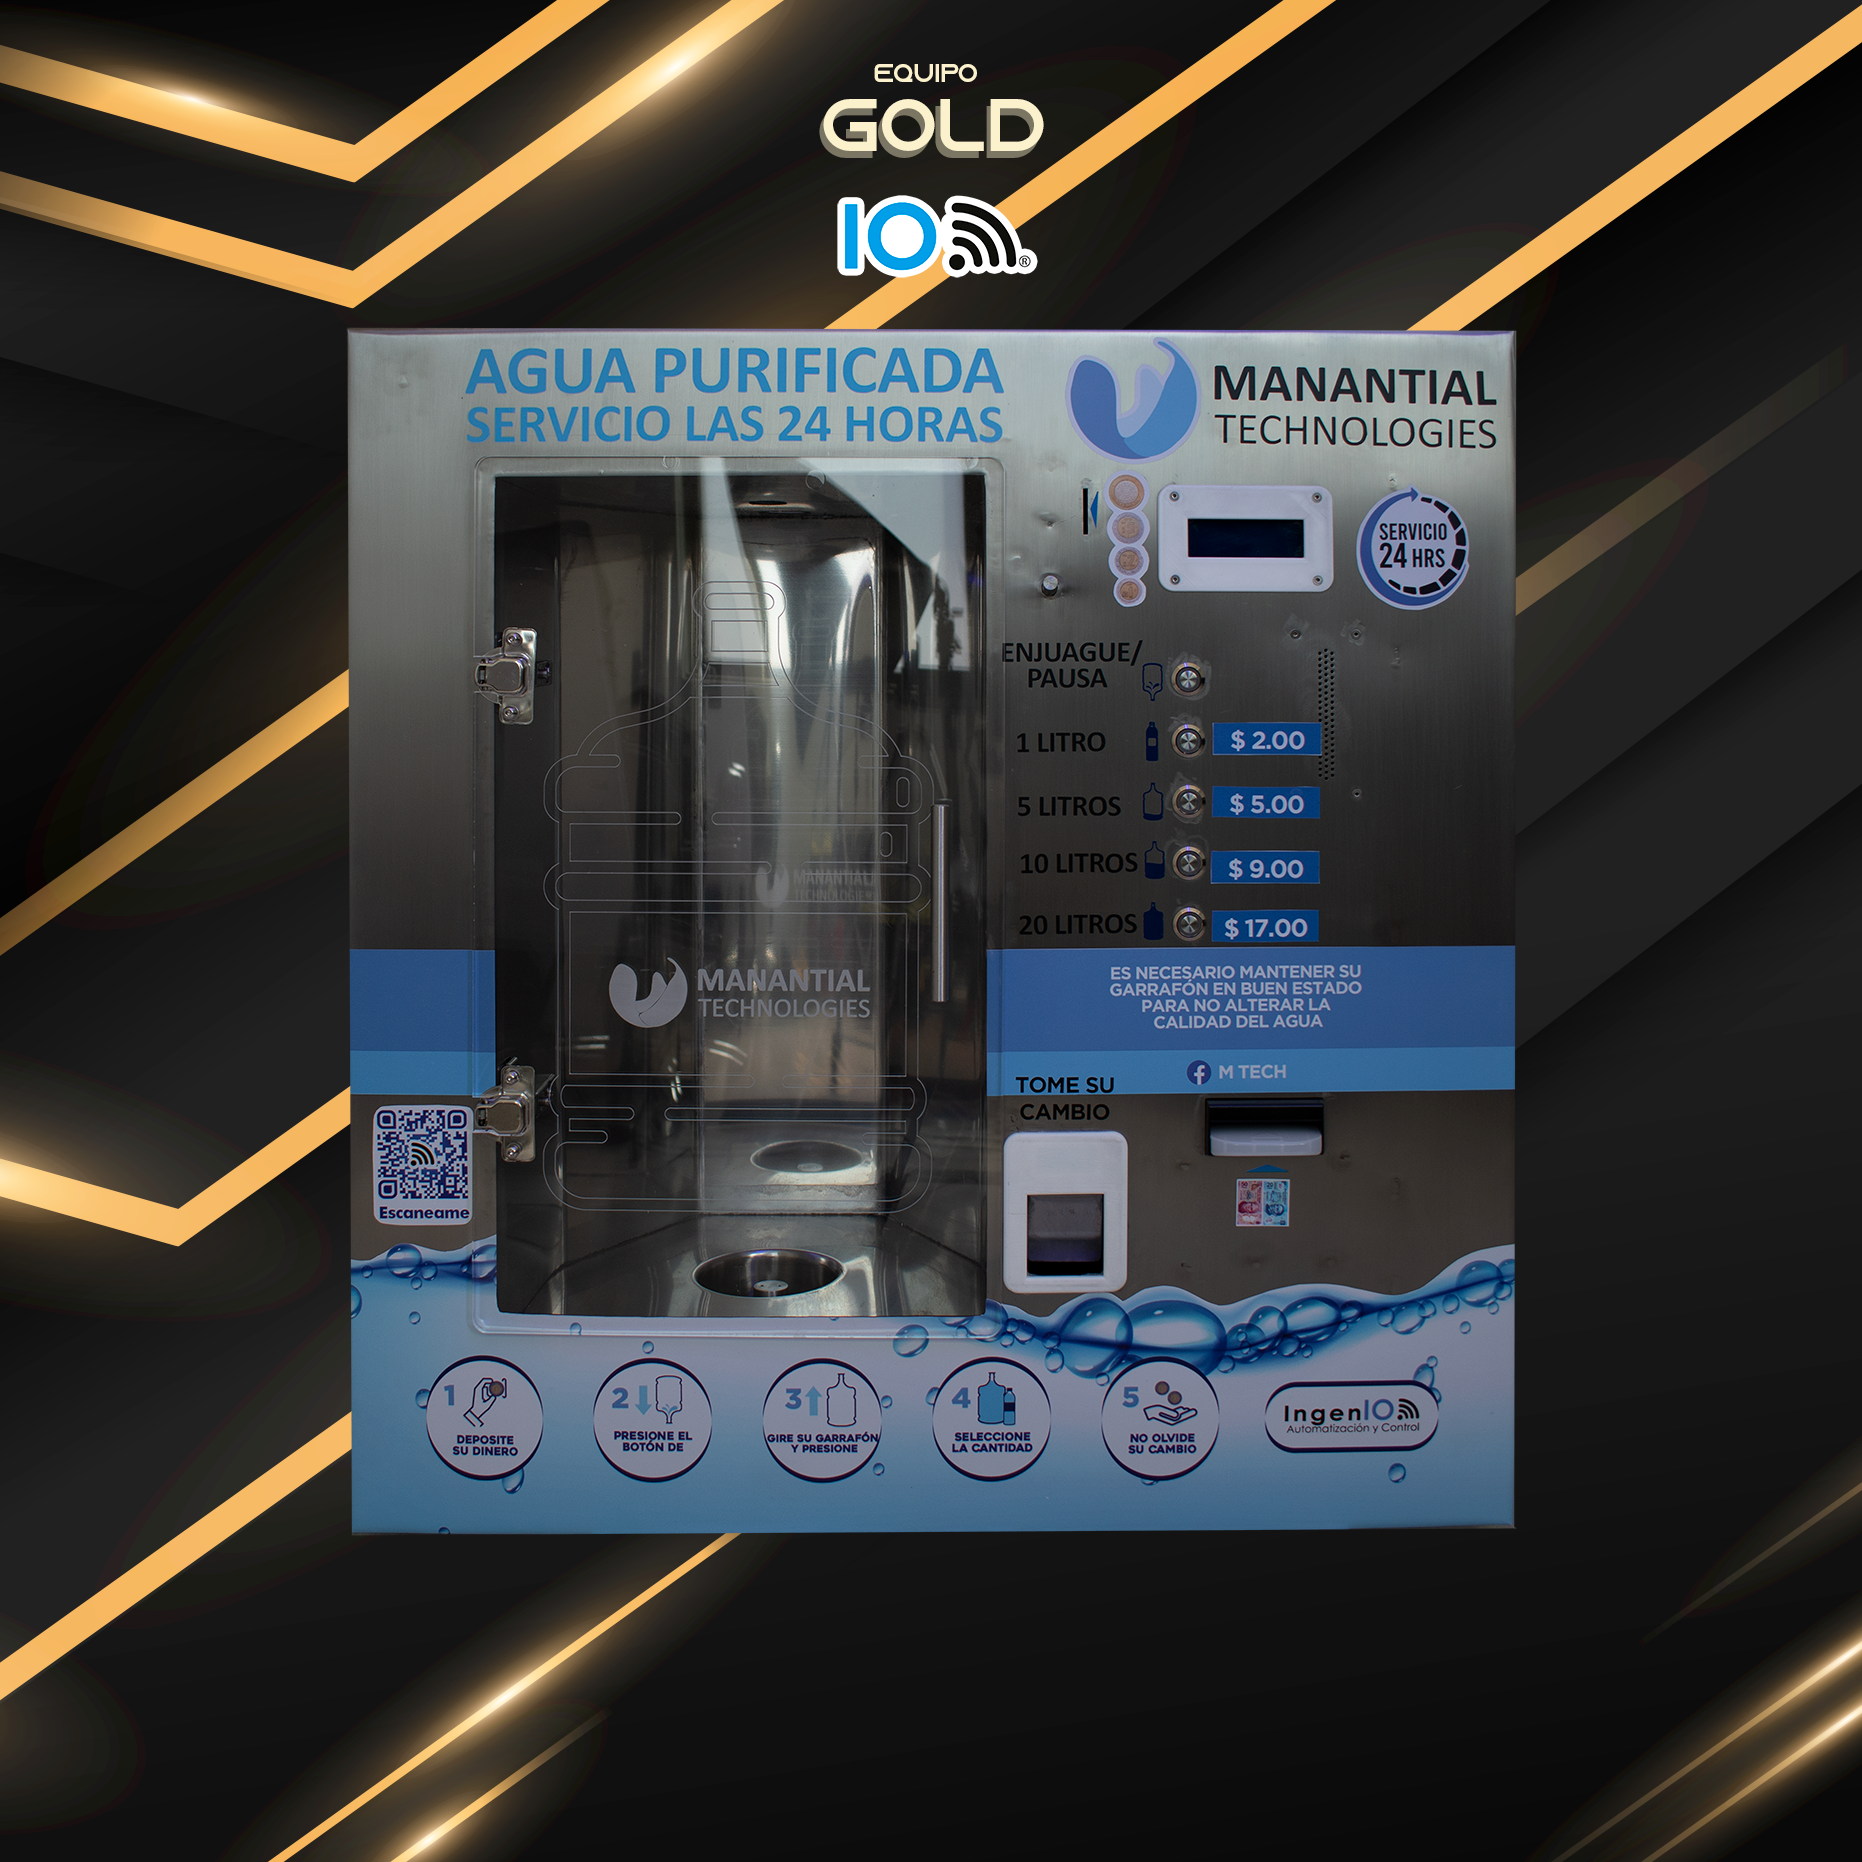 EQUIPO
GOLD
IO ®
AGUA PURIFICADA
SERVICIO LAS 24 HORAS
MANANTIAL
TECHNOLOGIES
SERVICIO
24 HRS
ENJUAGUE/
PAUSA
1 LITRO $ 2.00
5 LITROS $ 5.00
10 LITROS $ 9.00
20 LITROS $ 17.00
MANANTIAL
TECHNOLOGIES
MANANTIAL
TECHNOLOGIES
ES NECESARIO MANTENER SU
GARRAFÓN EN BUEN ESTADO
PARA NO ALTERAR LA
CALIDAD DEL AGUA
M TECH
TOME SU
CAMBIO
Escaneame
1
DEPOSITE
SU DINERO
2
PRESIONE EL
BOTÓN DE
3
GIRE SU GARRAFÓN
Y PRESIONE
4
SELECCIONE
LA CANTIDAD
5
NO OLVIDE
SU CAMBIO
IngenIO
Automatización y Control